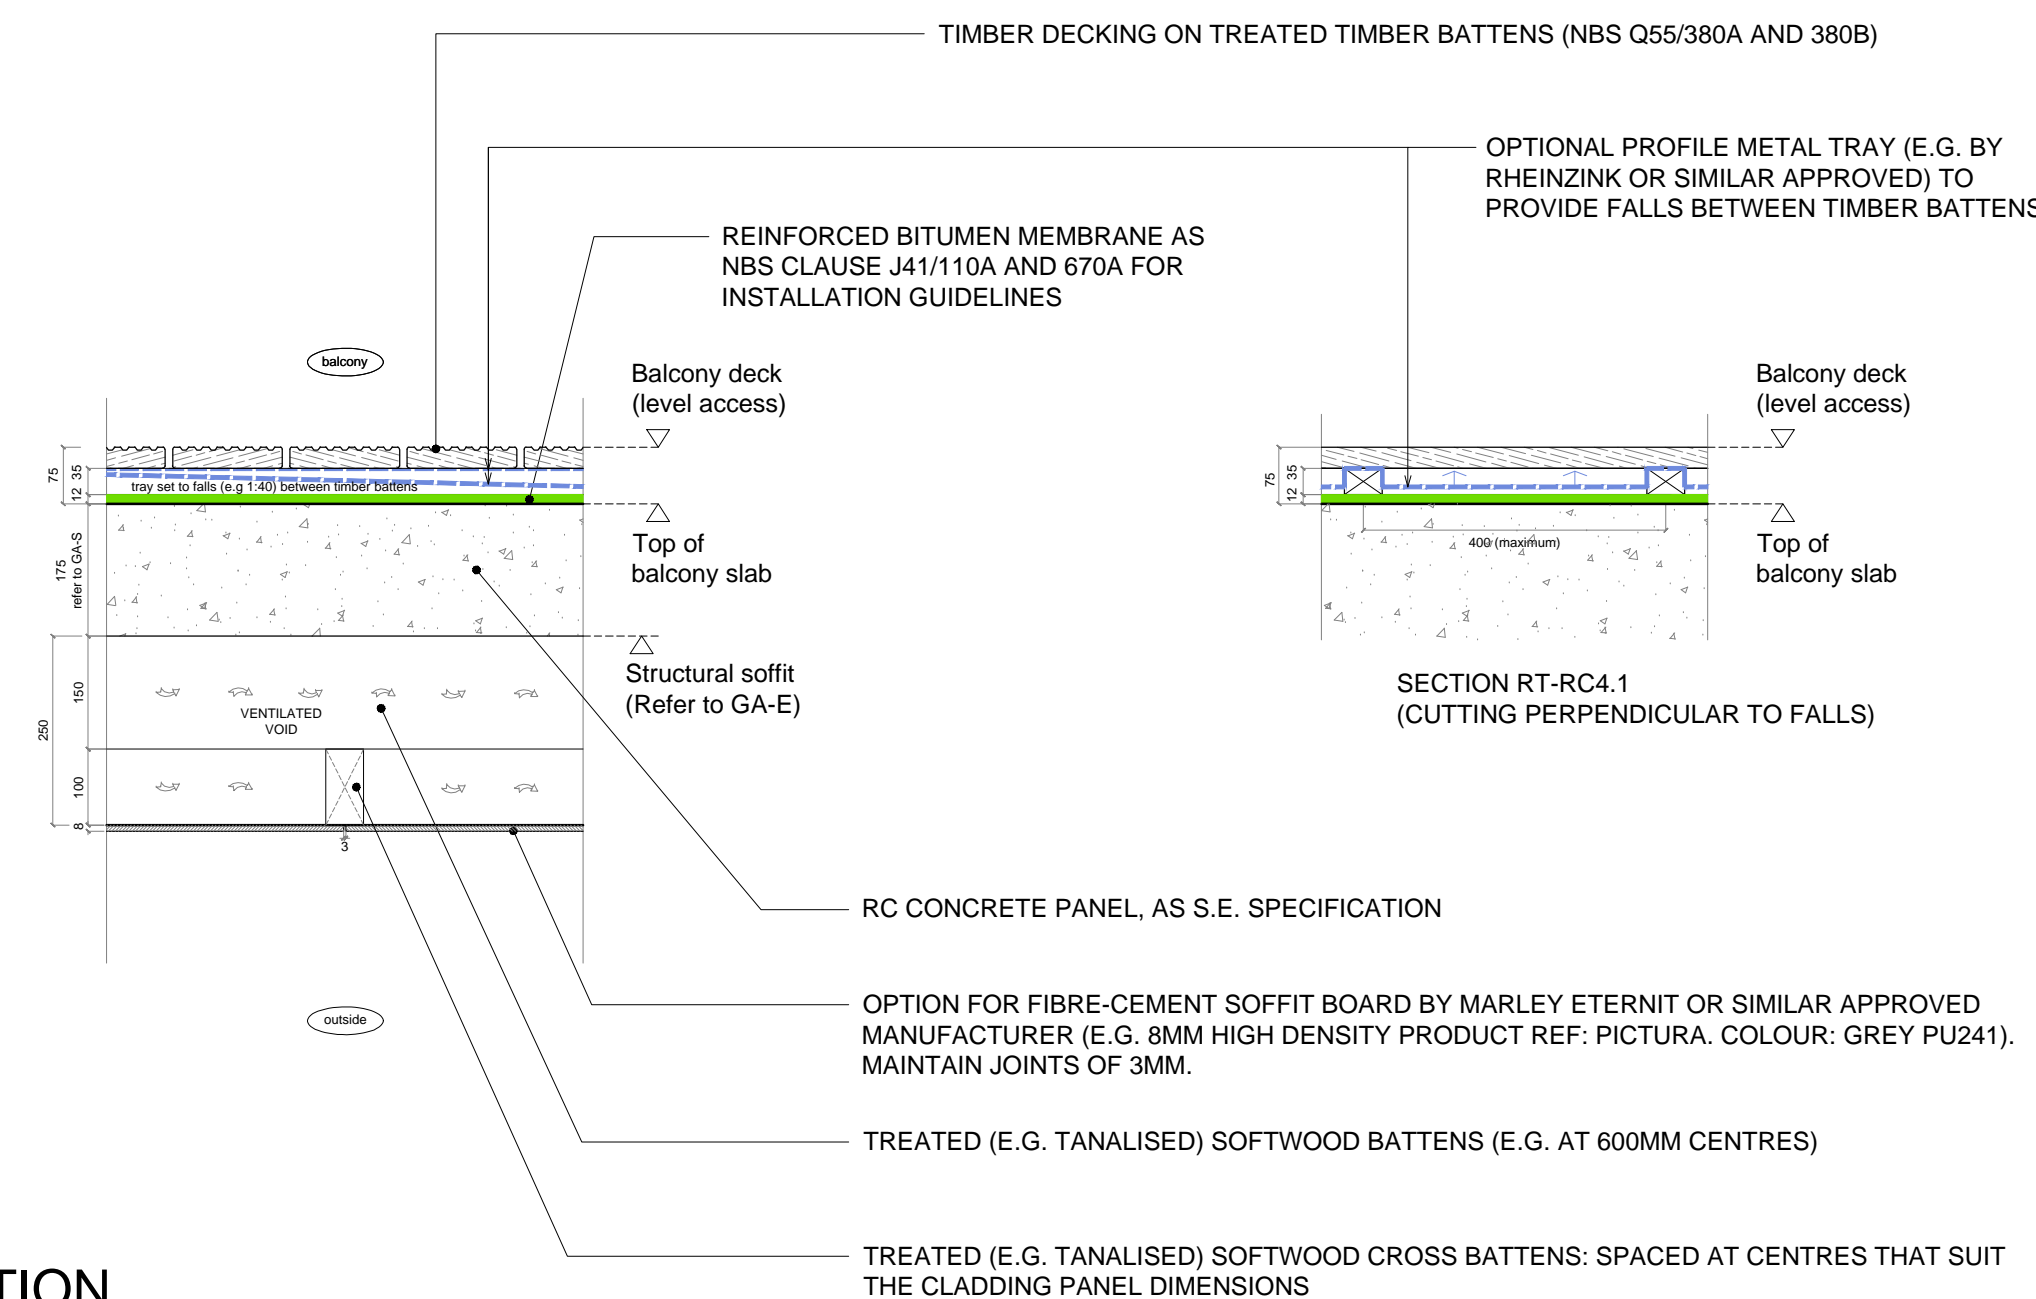 TIMBER DECKING ON TREATED TIMBER BATTENS (NBS Q55/380A AND 380B)
OPTIONAL PROFILE METAL TRAY (E.G. BY
RHEINZINK OR SIMILAR APPROVED) TO
PROVIDE FALLS BETWEEN TIMBER BATTENS
REINFORCED BITUMEN MEMBRANE AS
NBS CLAUSE J41/110A AND 670A FOR
INSTALLATION GUIDELINES
balcony
Balcony deck
(level access)
75
35
12
tray set to falls (e.g 1:40) between timber battens
Top of
balcony slab
175
refer to GA-S
Structural soffit
(Refer to GA-E)
250
150
VENTILATED
VOID
100
8
3
outside
Balcony deck
(level access)
75
35
12
400 (maximum)
Top of
balcony slab
SECTION RT-RC4.1
(CUTTING PERPENDICULAR TO FALLS)
RC CONCRETE PANEL, AS S.E. SPECIFICATION
OPTION FOR FIBRE-CEMENT SOFFIT BOARD BY MARLEY ETERNIT OR SIMILAR APPROVED
MANUFACTURER (E.G. 8MM HIGH DENSITY PRODUCT REF: PICTURA. COLOUR: GREY PU241).
MAINTAIN JOINTS OF 3MM.
TREATED (E.G. TANALISED) SOFTWOOD BATTENS (E.G. AT 600MM CENTRES)
TREATED (E.G. TANALISED) SOFTWOOD CROSS BATTENS: SPACED AT CENTRES THAT SUIT
THE CLADDING PANEL DIMENSIONS
TION